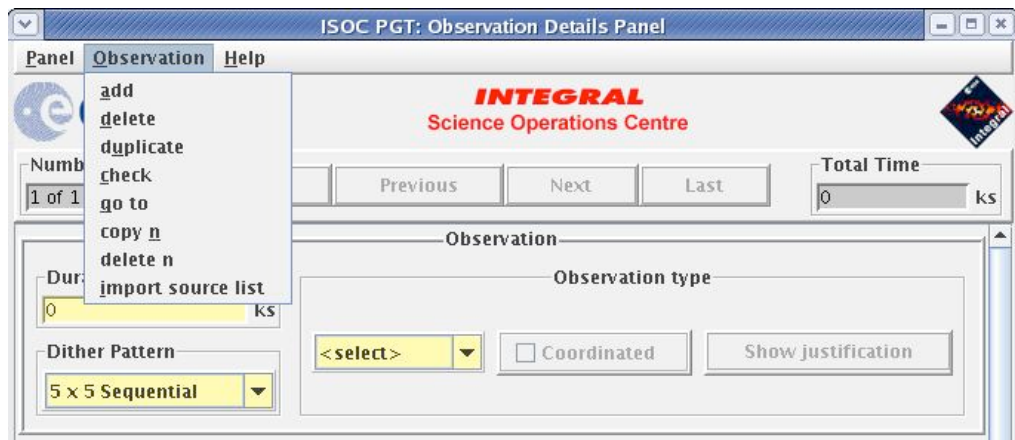 ISOC PGT: Observation Details Panel
Panel Observation Help
add
delete
duplicate
check
go to
copy n
delete n
import source list
INTEGRAL
Science Operations Centre
Integral
Numb
1 of 1
Previous Next Last
Total Time
0 ks
Observation
Dura
0 ks
Observation type
Dither Pattern
<select> Coordinated Show justification
5 x 5 Sequential